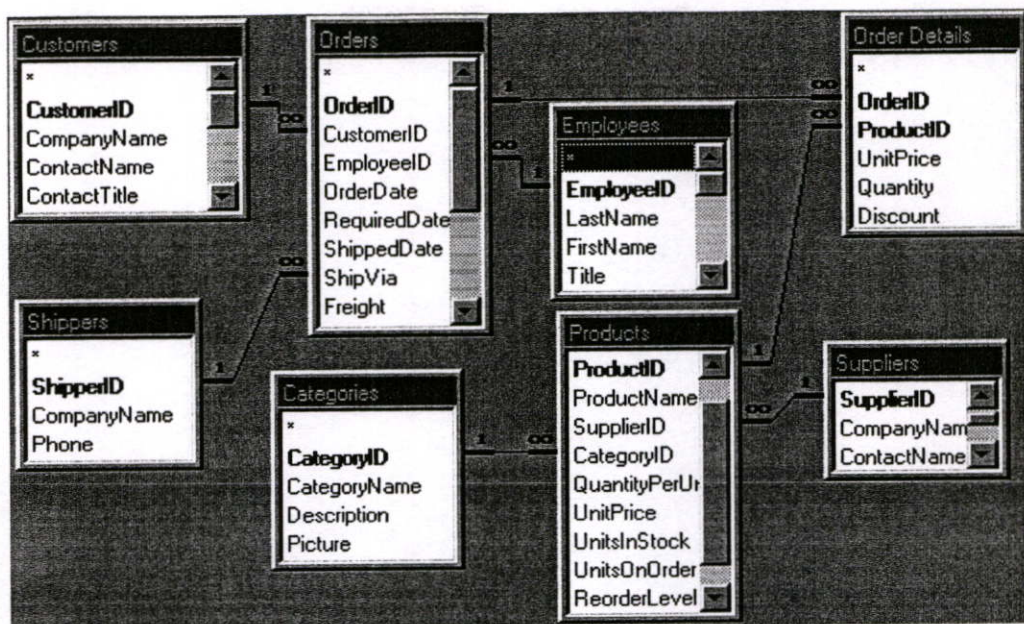 Customers
*
CustomerID
CompanyName
ContactName
ContactTitle
Orders
*
OrderID
CustomerID
EmployeeID
OrderDate
RequiredDate
ShippedDate
ShipVia
Freight
Employees
*
EmployeeID
LastName
FirstName
Title
Order Details
*
OrderID
ProductID
UnitPrice
Quantity
Discount
Shippers
*
ShipperID
CompanyName
Phone
Categories
*
CategoryID
CategoryName
Description
Picture
Products
ProductID
ProductName
SupplierID
CategoryID
QuantityPerUr
UnitPrice
UnitsInStock
UnitsOnOrder
ReorderLevel
Suppliers
SupplierID
CompanyNam
ContactName
1
∞
1
∞
∞
1
∞
1
∞
1
1
∞
1
∞